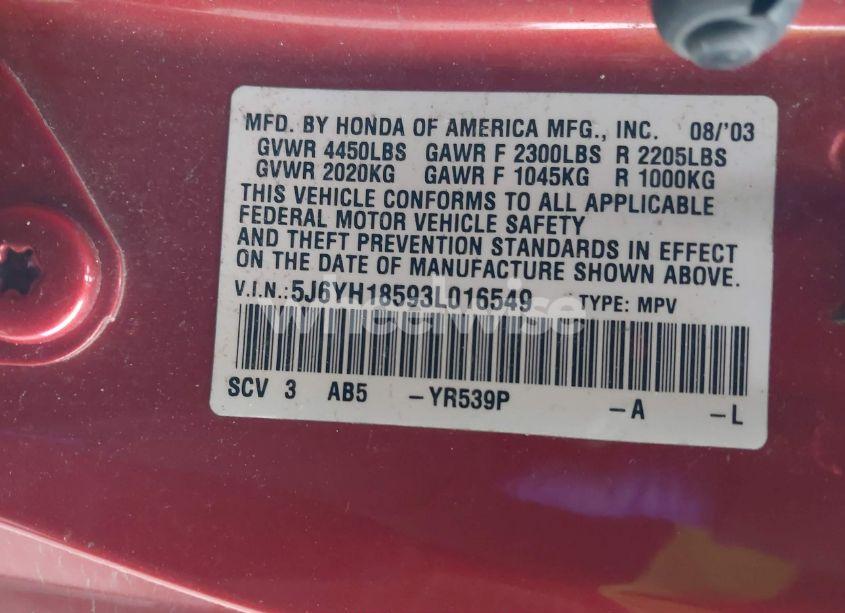 MFD. BY HONDA OF AMERICA MFG., INC. 08/'03
GVWR 4450LBS GAWR F 2300LBS R 2205LBS
GVWR 2020KG GAWR F 1045KG R 1000KG
THIS VEHICLE CONFORMS TO ALL APPLICABLE
FEDERAL MOTOR VEHICLE SAFETY
AND THEFT PREVENTION STANDARDS IN EFFECT
ON THE DATE OF MANUFACTURE SHOWN ABOVE.
V.I.N.:5J6YH18593L016549 TYPE: MPV
wheelwise
SCV 3 AB5 -YR539P -A -L